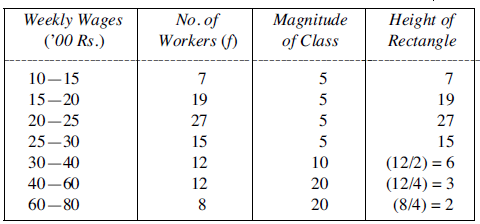 Weekly Wages No. of Magnitude Height of
(’00 Rs.) Workers (f) of Class Rectangle
10—15 7 5 7
15—20 19 5 19
20—25 27 5 27
25—30 15 5 15
30—40 12 10 (12/2) = 6
40—60 12 20 (12/4) = 3
60—80 8 20 (8/4) = 2